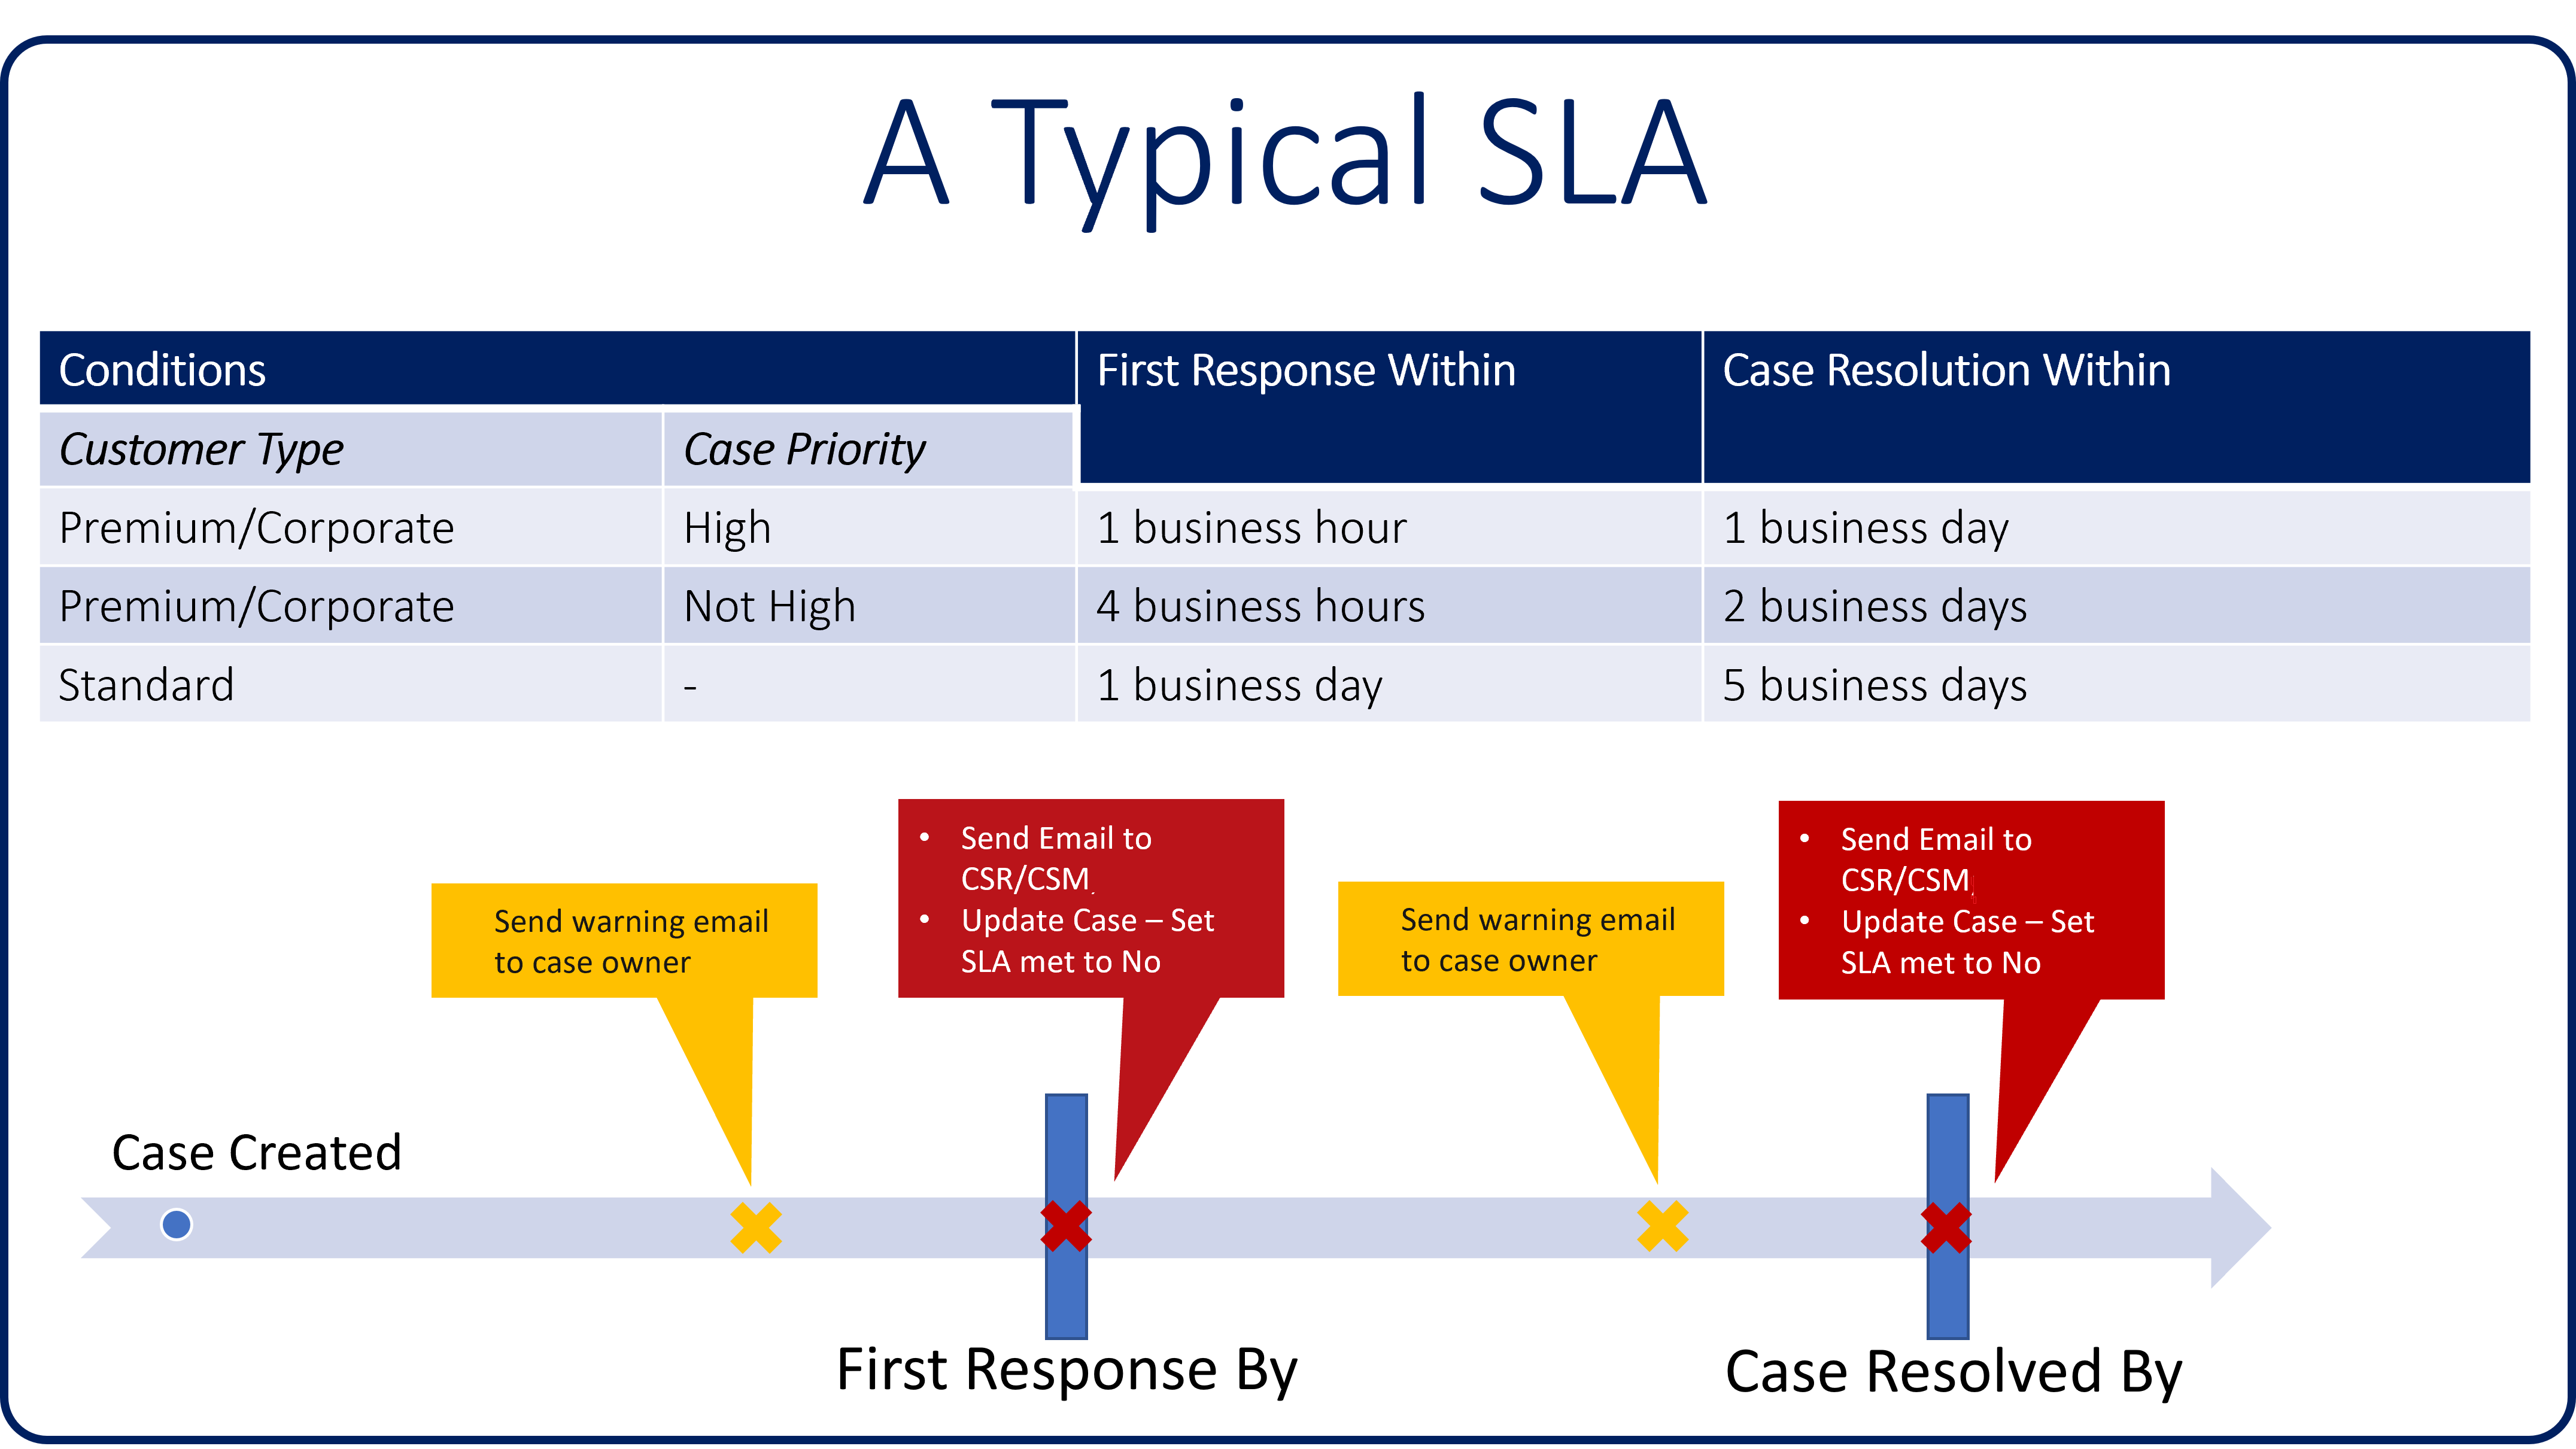 A Typical SLA
Conditions First Response Within Case Resolution Within
Customer Type Case Priority
Premium/Corporate High 1 business hour 1 business day
Premium/Corporate Not High 4 business hours 2 business days
Standard - 1 business day 5 business days
Send warning email
to case owner
• Send Email to
CSR/CSM,
• Update Case – Set
SLA met to No
Send warning email
to case owner
• Send Email to
CSR/CSM,
• Update Case – Set
SLA met to No
Case Created
First Response By
Case Resolved By